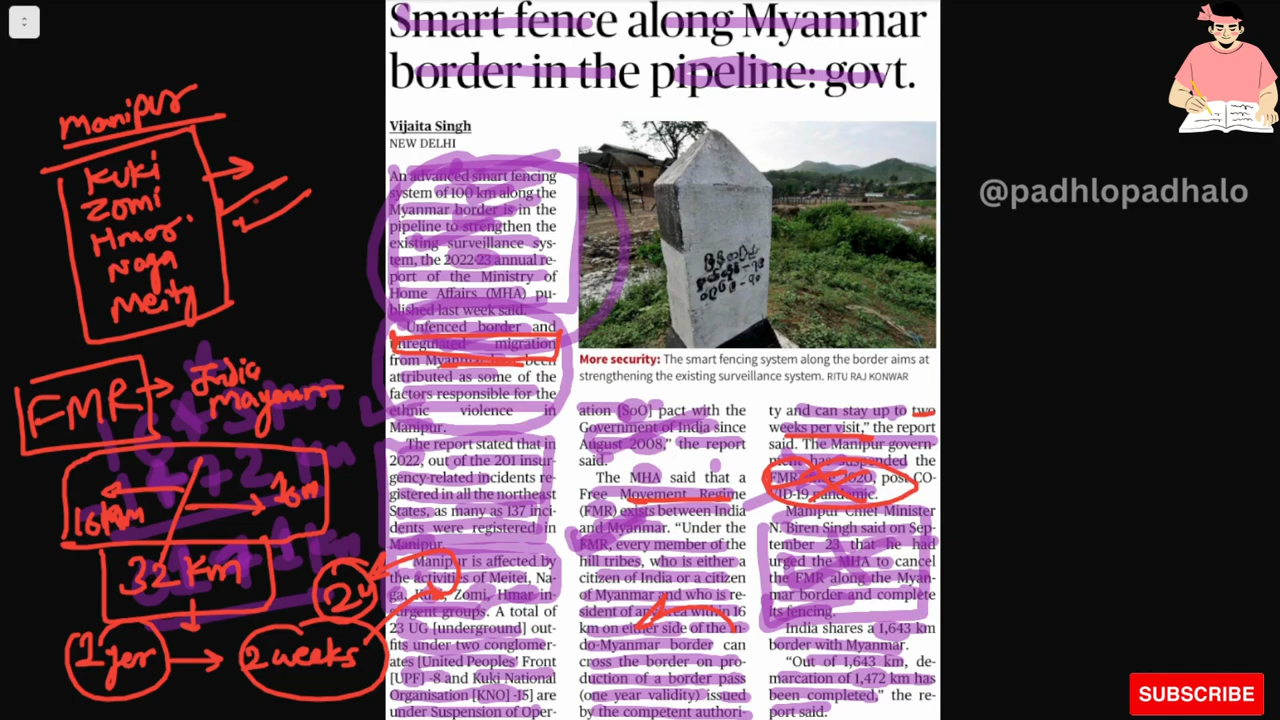 Smart fence along Myanmar
border in the pipeline: govt.
Vijaita Singh
NEW DELHI
An advanced smart fencing
system of 100 km along the
Myanmar border is in the
pipeline to strengthen the
existing surveillance sys-
tem, the 2022-23 annual re-
port of the Ministry of
Home Affairs (MHA) pu-
blished last week said.
Unfenced border and
unregulated migration
from Myanmar have been
attributed as some of the
factors responsible for the
ethnic violence in
Manipur.
The report stated that in
2022, out of the 201 insur-
gency-related incidents re-
gistered in all the northeast
States, as many as 137 inci-
dents were registered in
Manipur.
Manipur is affected by
the activities of Meitei, Na-
ga, Kuki, Zomi, Hmar in-
surgent groups. A total of
23 UG [underground] out-
fits under two conglomer-
ates [United Peoples' Front
[UPF] -8 and Kuki National
Organisation [KNO] -15] are
under Suspension of Oper-
More security: The smart fencing system along the border aims at
strengthening the existing surveillance system. RITU RAJ KONWAR
ation [SoO] pact with the
Government of India since
August 2008," the report
said.
The MHA said that a
Free Movement Regime
(FMR) exists between India
and Myanmar. "Under the
FMR, every member of the
hill tribes, who is either a
citizen of India or a citizen
of Myanmar and who is re-
sident of any area within 16
km on either side of the In-
do-Myanmar border can
cross the border on pro-
duction of a border pass
(one year validity) issued
by the competent authori-
ty and can stay up to two
weeks per visit," the report
said. The Manipur govern-
ment has suspended the
FMR since 2020, post CO-
VID-19 pandemic.
Manipur Chief Minister
N. Biren Singh said on Sep-
tember 23 that he had
urged the MHA to cancel
the FMR along the Myan-
mar border and complete
its fencing.
India shares a 1,643 km
border with Myanmar.
"Out of 1,643 km, de-
marcation of 1,472 km has
been completed," the re-
port said.
Manipur
Kuki
Zomi
Hmar
Naga
FMR
India
16km
32 km
2y
2 weeks
@padhlopadhalo
SUBSCRIBE